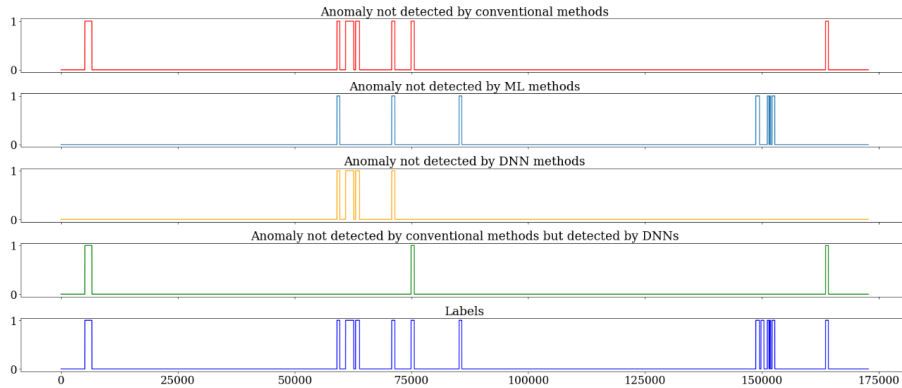 Anomaly not detected by conventional methods
1
0
Anomaly not detected by ML methods
1
0
Anomaly not detected by DNN methods
1
0
Anomaly not detected by conventional methods but detected by DNNs
1
0
Labels
1
0
0 25000 50000 75000 100000 125000 150000 175000